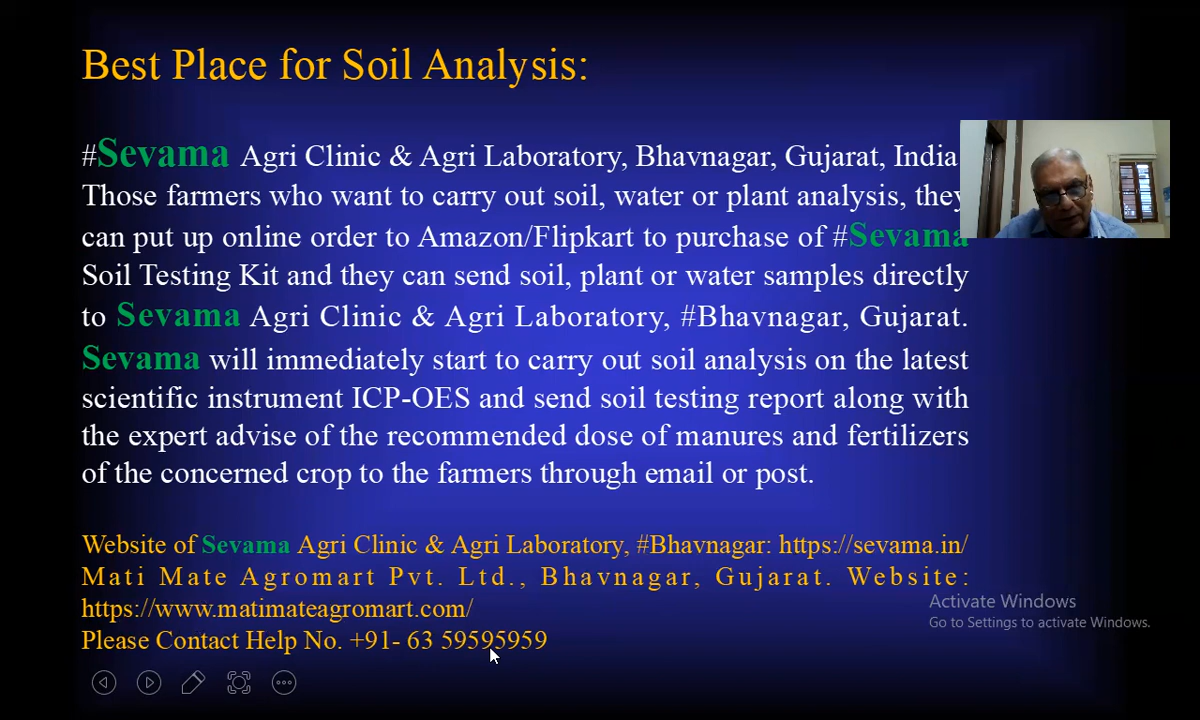 Best Place for Soil Analysis:
#Sevama Agri Clinic & Agri Laboratory, Bhavnagar, Gujarat, India
Those farmers who want to carry out soil, water or plant analysis, they
can put up online order to Amazon/Flipkart to purchase of #Sevama
Soil Testing Kit and they can send soil, plant or water samples directly
to Sevama Agri Clinic & Agri Laboratory, #Bhavnagar, Gujarat.
Sevama will immediately start to carry out soil analysis on the latest
scientific instrument ICP-OES and send soil testing report along with
the expert advise of the recommended dose of manures and fertilizers
of the concerned crop to the farmers through email or post.
Website of Sevama Agri Clinic & Agri Laboratory, #Bhavnagar: https://sevama.in/
Mati Mate Agromart Pvt. Ltd., Bhavnagar, Gujarat. Website:
https://www.matimateagromart.com/
Please Contact Help No. +91- 63 59595959
Activate Windows
Go to Settings to activate Windows.